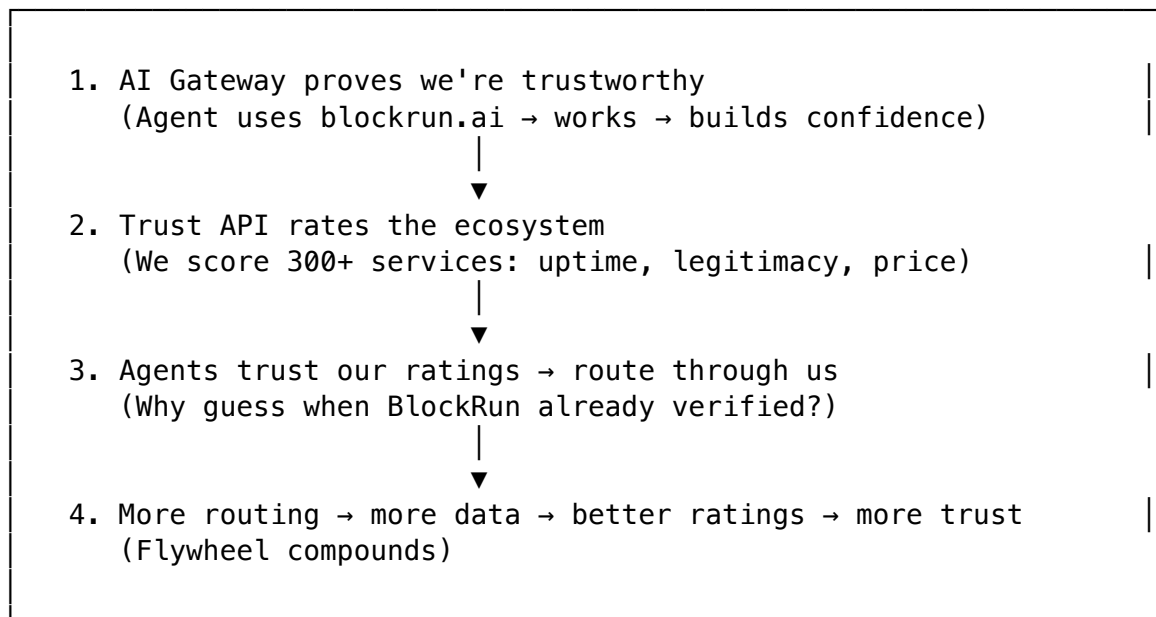 1. AI Gateway proves we're trustworthy
(Agent uses blockrun.ai → works → builds confidence)
2. Trust API rates the ecosystem
(We score 300+ services: uptime, legitimacy, price)
3. Agents trust our ratings → route through us
(Why guess when BlockRun already verified?)
4. More routing → more data → better ratings → more trust
(Flywheel compounds)